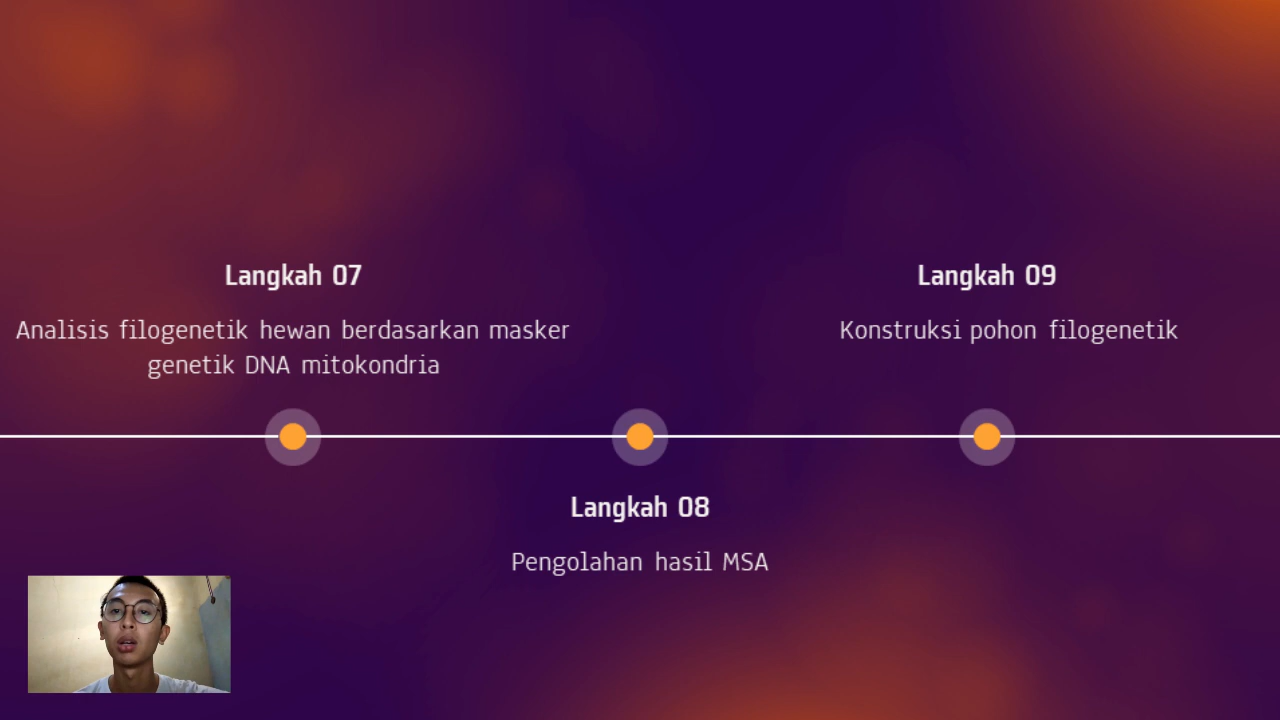 Langkah 07
Analisis filogenetik hewan berdasarkan masker
genetik DNA mitokondria
Langkah 08
Pengolahan hasil MSA
Langkah 09
Konstruksi pohon filogenetik